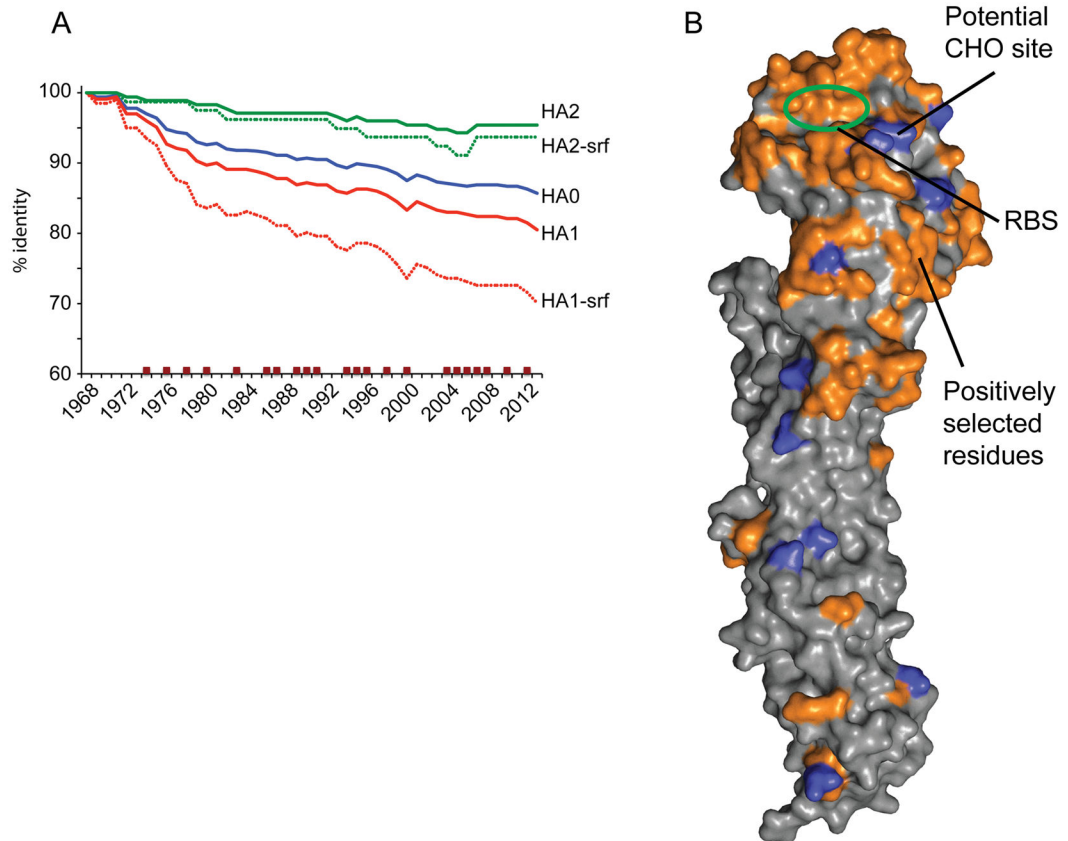 A
% identity
100
90
80
70
60
1968
1972
1976
1980
1984
1988
1992
1996
2000
2004
2008
2012
HA2
HA2-srf
HA0
HA1
HA1-srf
B
Potential
CHO site
RBS
Positively
selected
residues